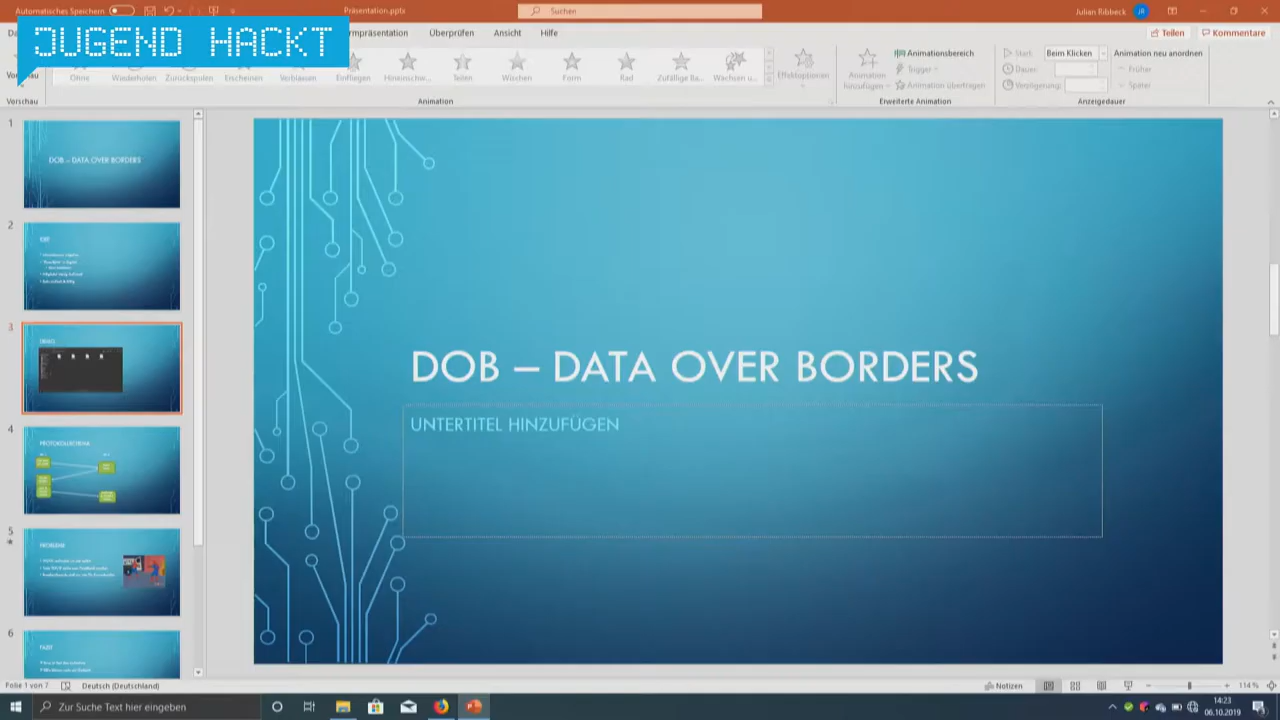 Automatisches Speichern
Präsentation.pptx
Suchen
Julian Ribbeck
JR
JUGEND HACKT
Überprüfen
Ansicht
Hilfe
Teilen
Kommentare
Ohne
Wiederholen
Zurückspulen
Erscheinen
Verblassen
Einfliegen
Hineinschw...
Teilen
Wischen
Form
Rad
Zufällige Ba...
Wachsen u...
Effektoptionen
Animation
hinzufügen
Animationsbereich
Trigger
Animation übertragen
Start:
Beim Klicken
Dauer:
Verzögerung:
Animation neu anordnen
Früher
Später
Vorschau
Animation
Erweiterte Animation
Anzeigedauer
1
DOB – DATA OVER BORDERS
2
3
4
5
PROBLEME
6
FAZIT
DOB – DATA OVER BORDERS
UNTERTITEL HINZUFÜGEN
Folie 1 von 7
Deutsch (Deutschland)
Notizen
114 %
Zur Suche Text hier eingeben
14:23
06.10.2019